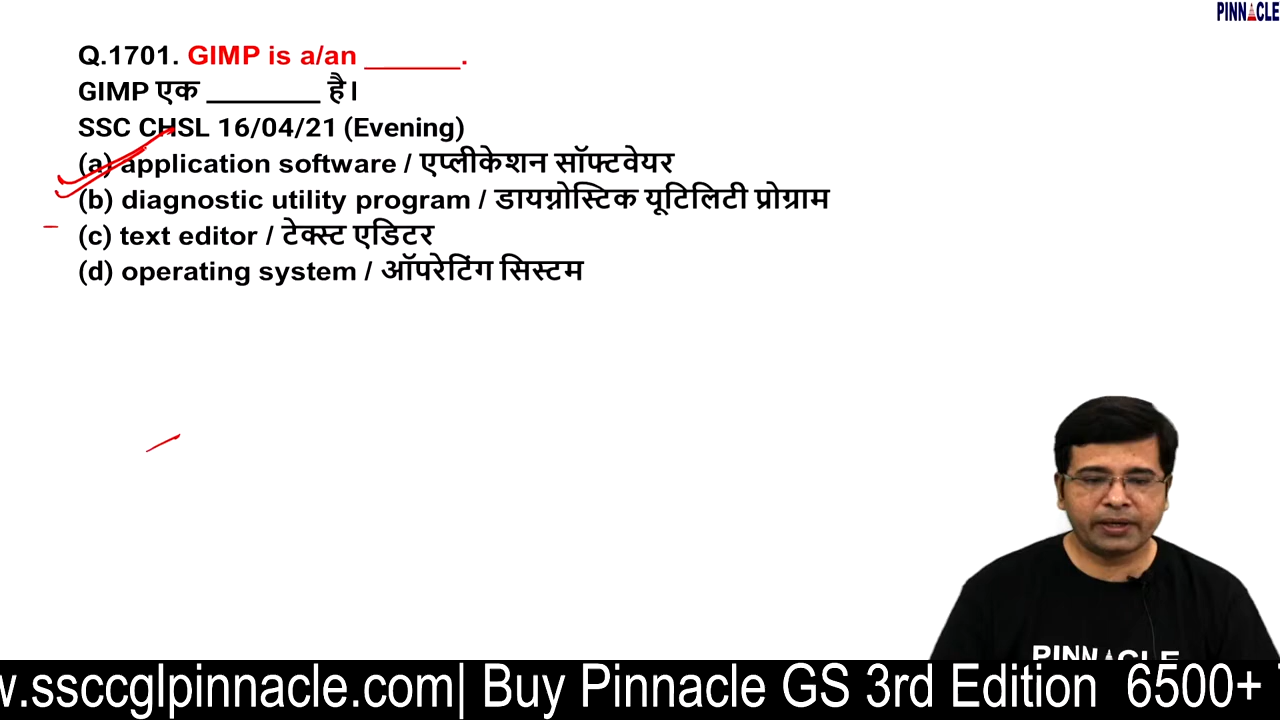 PINNACLE
Q.1701. GIMP is a/an ______.
GIMP एक ________ है।
SSC CHSL 16/04/21 (Evening)
(a) application software / एप्लीकेशन सॉफ्टवेयर
(b) diagnostic utility program / डायग्नोस्टिक यूटिलिटी प्रोग्राम
(c) text editor / टेक्स्ट एडिटर
(d) operating system / ऑपरेटिंग सिस्टम
PINNACLE
w.ssccglpinnacle.com| Buy Pinnacle GS 3rd Edition 6500+